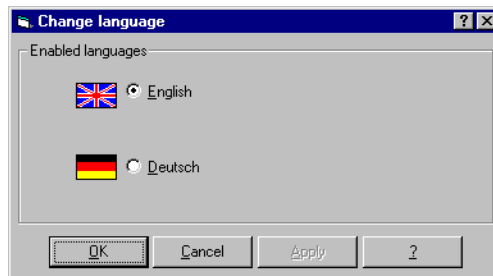 Change language
?
Enabled languages
English
Deutsch
OK Cancel Apply ?